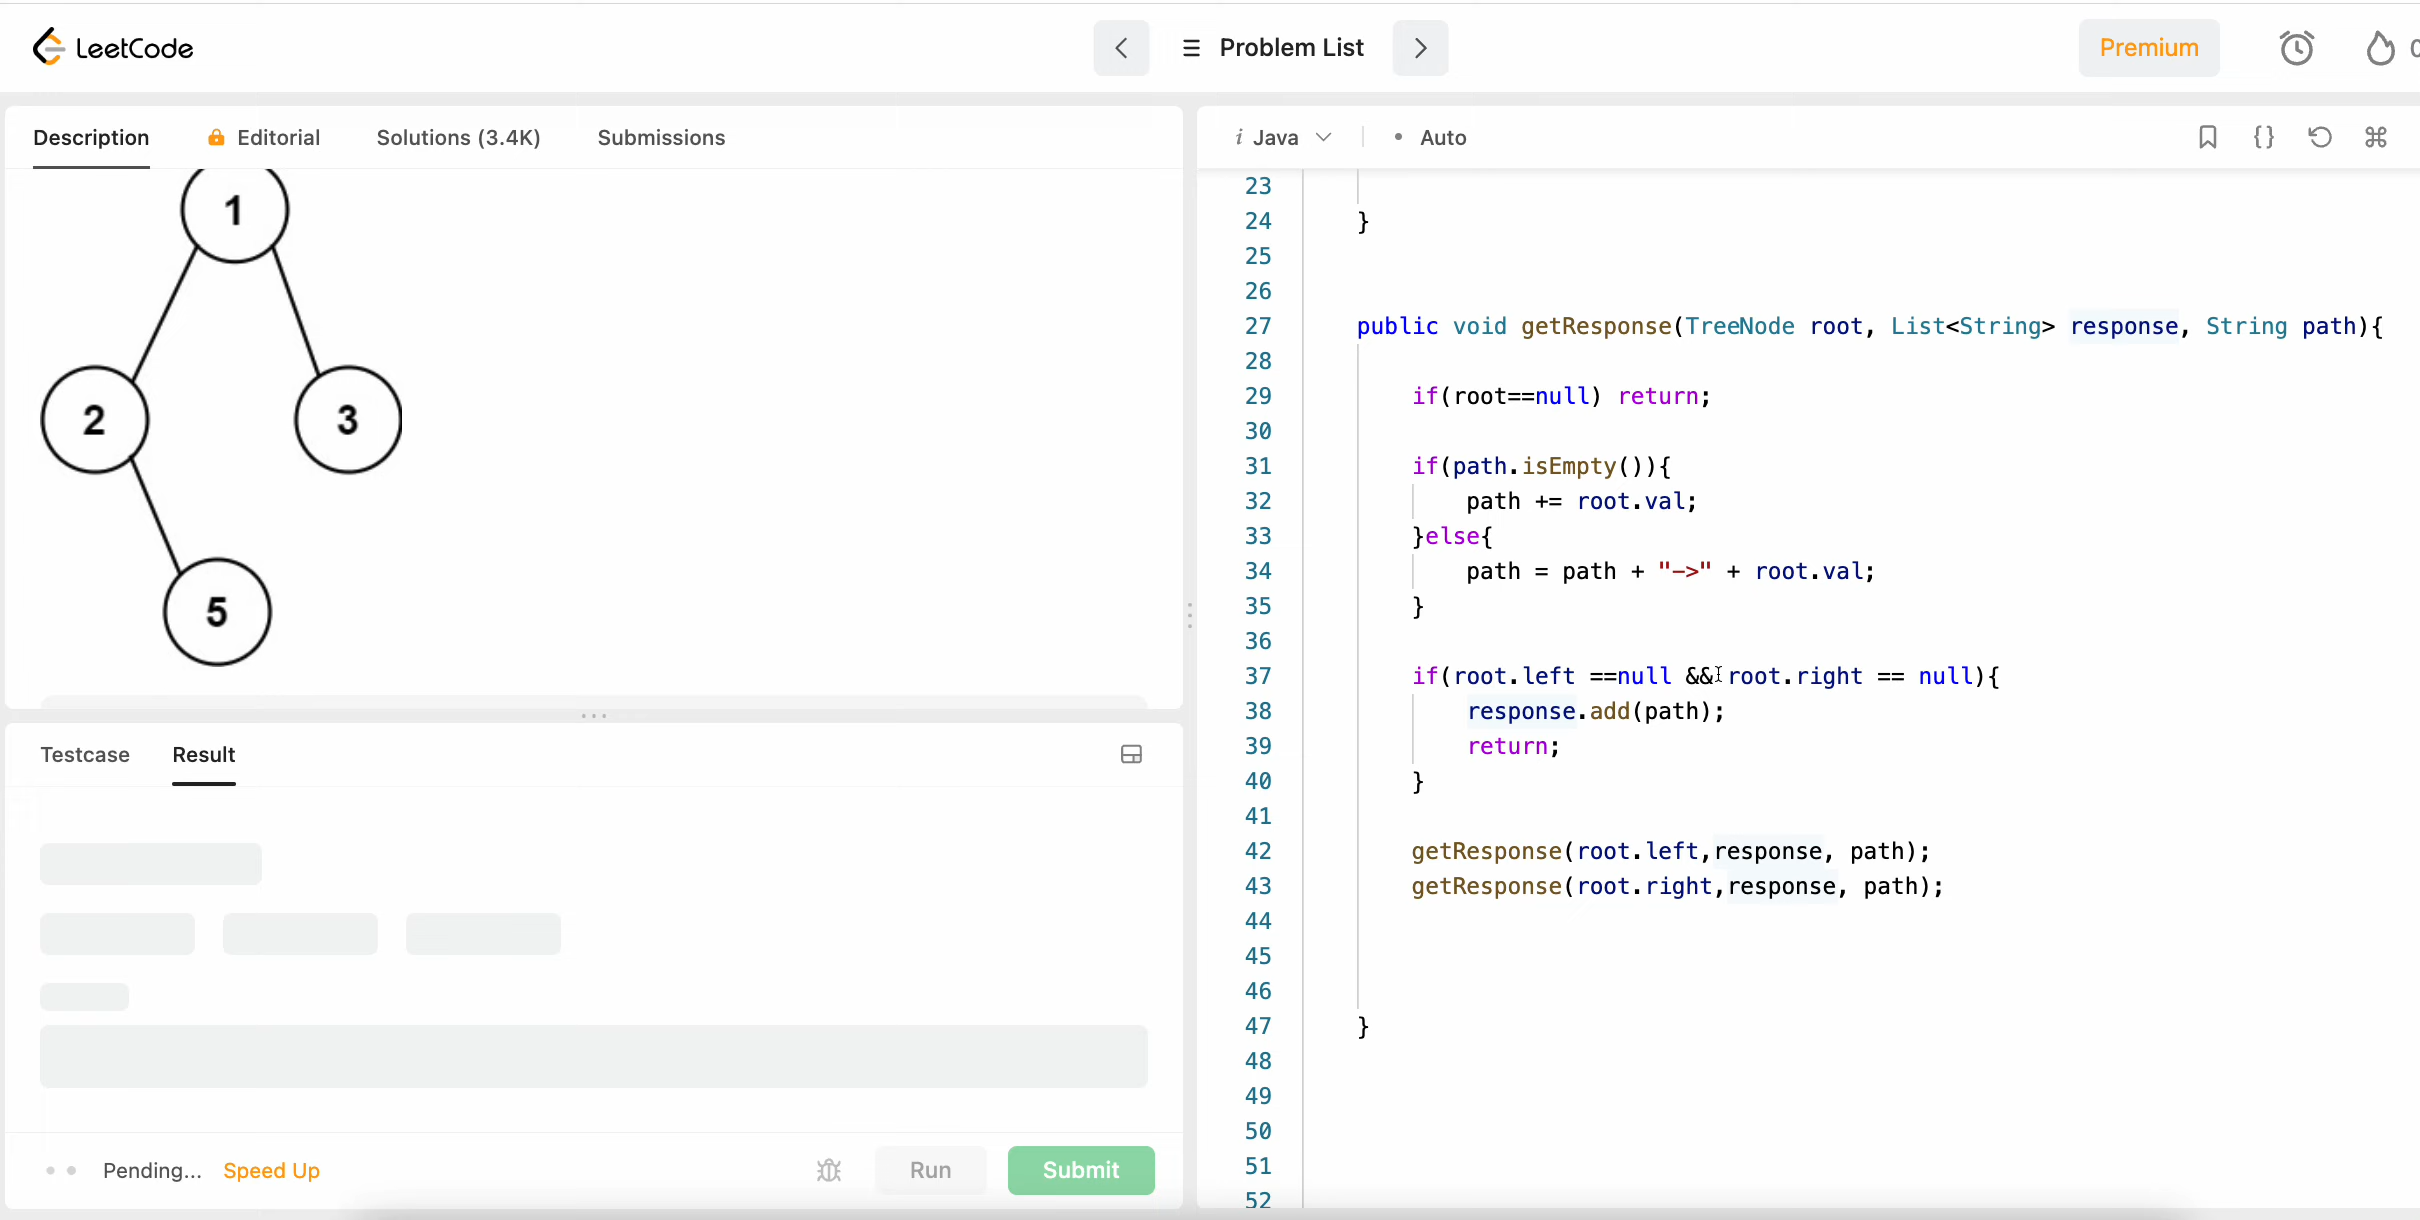 LeetCode
Problem List
Premium
Description
Editorial
Solutions (3.4K)
Submissions
1
2
3
5
Testcase
Result
Pending...
Speed Up
Run
Submit
i Java
• Auto
23
24 }
25
26
27 public void getResponse(TreeNode root, List<String> response, String path){
28
29 if(root==null) return;
30
31 if(path.isEmpty()){
32 path += root.val;
33 }else{
34 path = path + "->" + root.val;
35 }
36
37 if(root.left ==null && root.right == null){
38 response.add(path);
39 return;
40 }
41
42 getResponse(root.left,response, path);
43 getResponse(root.right,response, path);
44
45
46
47 }
48
49
50
51
52